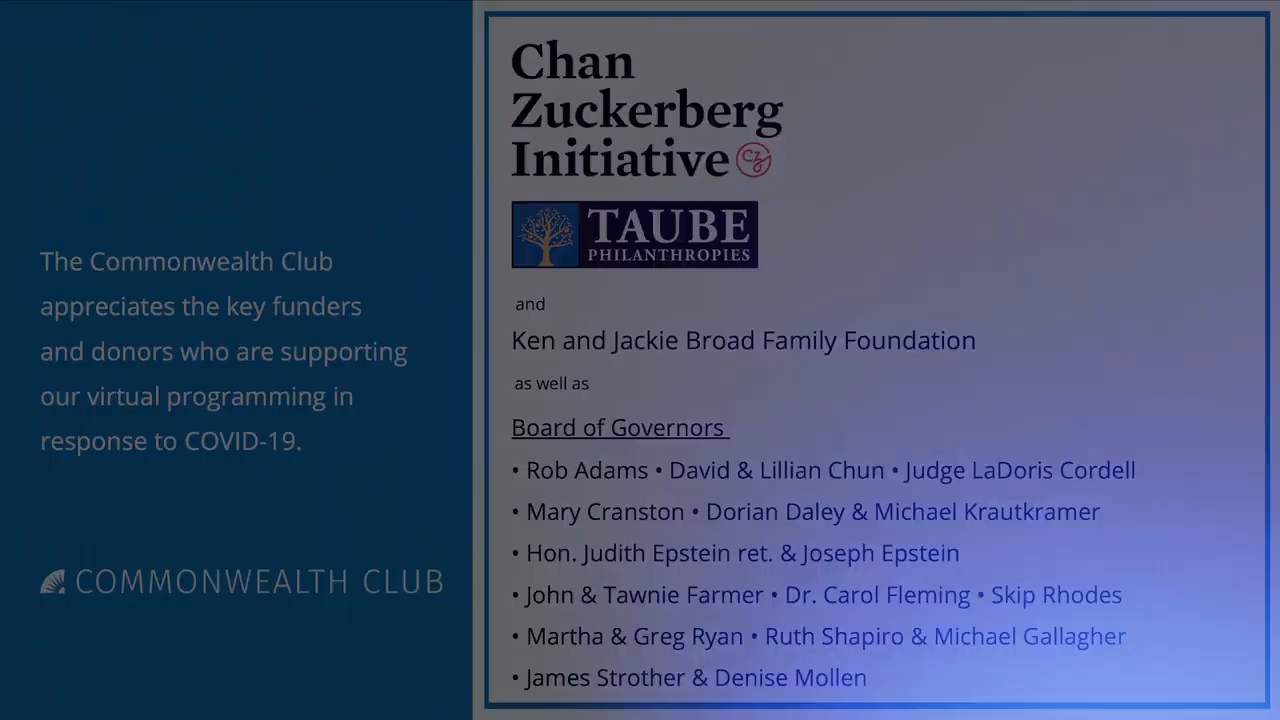 The Commonwealth Club
appreciates the key funders
and donors who are supporting
our virtual programming in
response to COVID-19.
COMMONWEALTH CLUB
Chan
Zuckerberg
Initiative
cz
TAUBE
PHILANTHROPIES
and
Ken and Jackie Broad Family Foundation
as well as
Board of Governors
• Rob Adams • David & Lillian Chun • Judge LaDoris Cordell
• Mary Cranston • Dorian Daley & Michael Krautkramer
• Hon. Judith Epstein ret. & Joseph Epstein
• John & Tawnie Farmer • Dr. Carol Fleming • Skip Rhodes
• Martha & Greg Ryan • Ruth Shapiro & Michael Gallagher
• James Strother & Denise Mollen